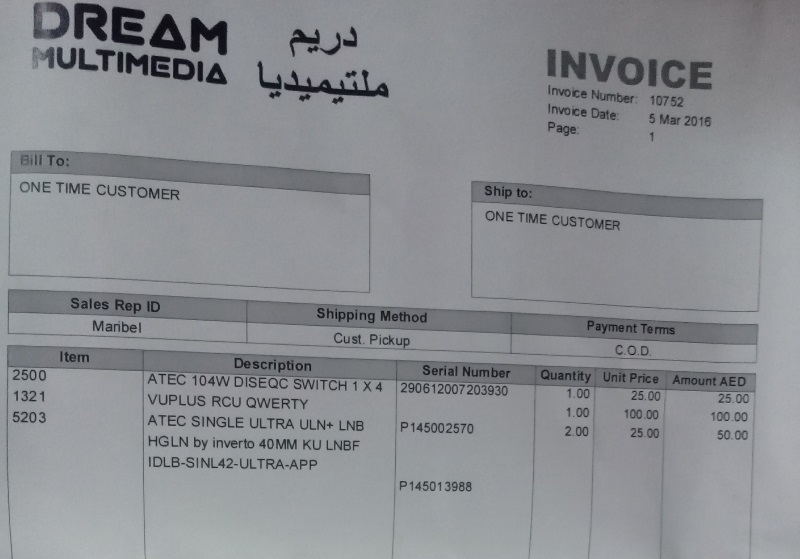 DREAM
MULTIMEDIA
دريم
ملتيميديا
INVOICE
Invoice Number: 10752
Invoice Date: 5 Mar 2016
Page: 1
Bill To:
ONE TIME CUSTOMER
Ship to:
ONE TIME CUSTOMER
Sales Rep ID Shipping Method Payment Terms
Maribel Cust. Pickup C.O.D.
Item Description Serial Number Quantity Unit Price Amount AED
2500 ATEC 104W DISEQC SWITCH 1 X 4 290612007203930 1.00 25.00 25.00
1321 VUPLUS RCU QWERTY 1.00 100.00 100.00
5203 ATEC SINGLE ULTRA ULN+ LNB P145002570 2.00 25.00 50.00
HGLN by inverto 40MM KU LNBF
IDLB-SINL42-ULTRA-APP
P145013988